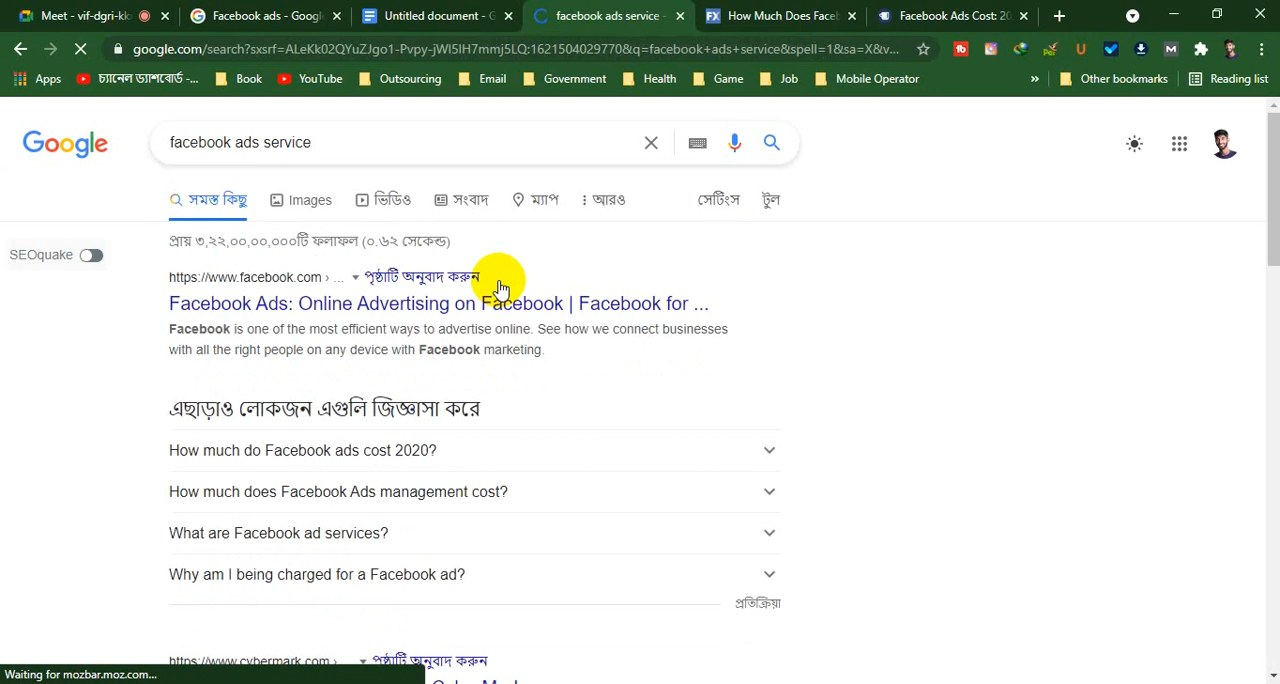 Meet - vif-dgri-kk
Facebook ads - Googl
Untitled document - G
facebook ads service -
How Much Does Face
Facebook Ads Cost: 20
google.com/search?sxsrf=ALeKk02QYuZJgo1-Pvpy-jWl5IH7mmj5LQ:1621504029770&q=facebook+ads+service&spell=1&sa=X&v...
Apps
চ্যানেল ড্যাশবোর্ড -...
Book
YouTube
Outsourcing
Email
Government
Health
Game
Job
Mobile Operator
»
Other bookmarks
Reading list
Google
facebook ads service
সমস্ত কিছু
Images
ভিডিও
সংবাদ
ম্যাপ
আরও
সেটিংস
টুল
প্রায় ৩,২২,০০,০০,০০০টি ফলাফল (০.৬২ সেকেন্ড)
SEOquake
https://www.facebook.com › ... পৃষ্ঠাটি অনুবাদ করুন
Facebook Ads: Online Advertising on Facebook | Facebook for ...
Facebook is one of the most efficient ways to advertise online. See how we connect businesses
with all the right people on any device with Facebook marketing.
এছাড়াও লোকজন এগুলি জিজ্ঞাসা করে
How much do Facebook ads cost 2020?
How much does Facebook Ads management cost?
What are Facebook ad services?
Why am I being charged for a Facebook ad?
প্রতিক্রিয়া
https://www.cybermark.com › পৃষ্ঠাটি অনুবাদ করুন
Waiting for mozbar.moz.com...